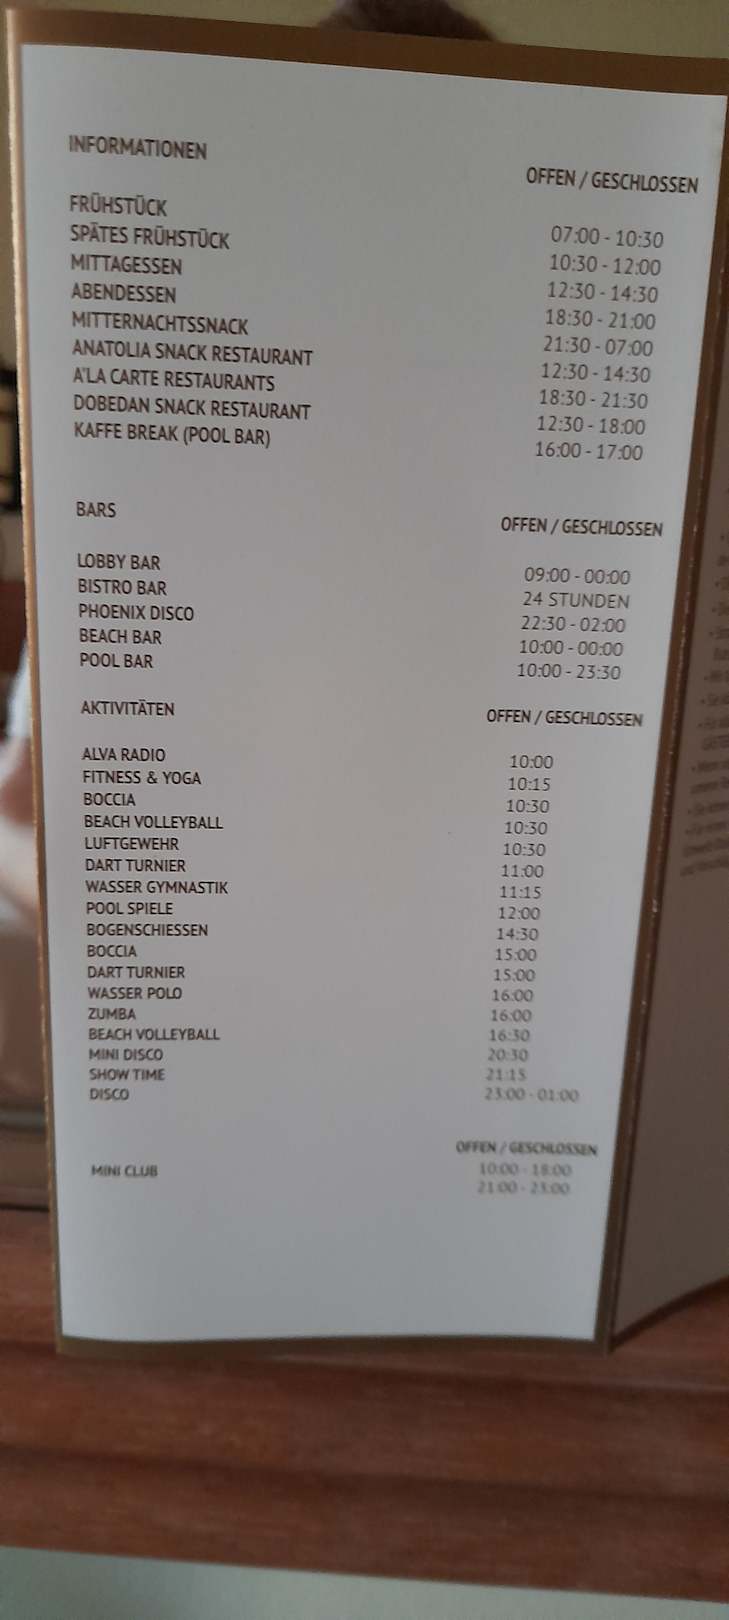 INFORMATIONEN OFFEN / GESCHLOSSEN
FRÜHSTÜCK 07:00 - 10:30
SPÄTES FRÜHSTÜCK 10:30 - 12:00
MITTAGESSEN 12:30 - 14:30
ABENDESSEN 18:30 - 21:00
MITTERNACHTSSNACK 21:30 - 07:00
ANATOLIA SNACK RESTAURANT 12:30 - 14:30
A'LA CARTE RESTAURANTS 18:30 - 21:30
DOBEDAN SNACK RESTAURANT 12:30 - 18:00
KAFFE BREAK (POOL BAR) 16:00 - 17:00
BARS OFFEN / GESCHLOSSEN
LOBBY BAR 09:00 - 00:00
BISTRO BAR 24 STUNDEN
PHOENIX DISCO 22:30 - 02:00
BEACH BAR 10:00 - 00:00
POOL BAR 10:00 - 23:30
AKTIVITÄTEN OFFEN / GESCHLOSSEN
ALVA RADIO 10:00
FITNESS & YOGA 10:15
BOCCIA 10:30
BEACH VOLLEYBALL 10:30
LUFTGEWEHR 10:30
DART TURNIER 11:00
WASSER GYMNASTIK 11:15
POOL SPIELE 12:00
BOGENSCHIESSEN 14:30
BOCCIA 15:00
DART TURNIER 15:00
WASSER POLO 16:00
ZUMBA 16:00
BEACH VOLLEYBALL 16:30
MINI DISCO 20:30
SHOW TIME 21:15
DISCO 23:00 - 01:00
OFFEN / GESCHLOSSEN
MINI CLUB 10:00 - 18:00
21:00 - 23:00